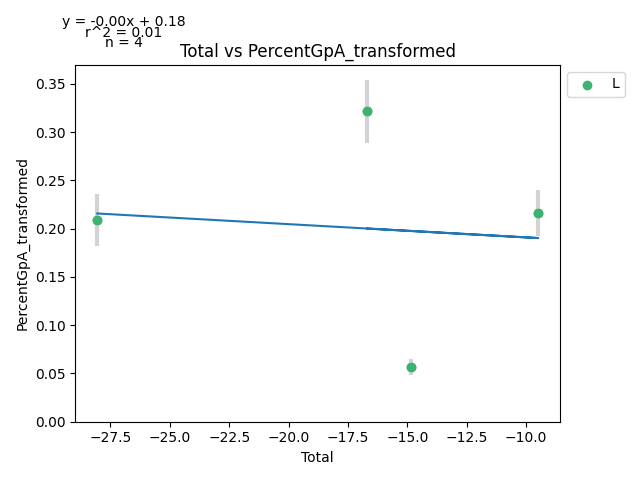 y = -0.00x + 0.18
r^2 = 0.01
n = 4
Total vs PercentGpA_transformed
L
PercentGpA_transformed
0.35
0.30
0.25
0.20
0.15
0.10
0.05
0.00
−27.5 −25.0 −22.5 −20.0 −17.5 −15.0 −12.5 −10.0
Total